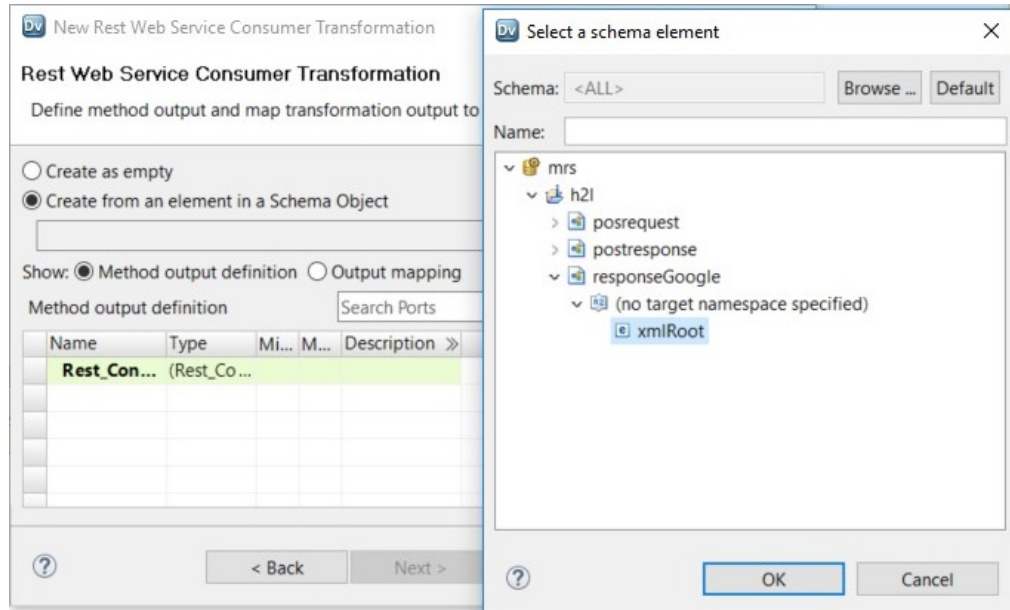 Dv New Rest Web Service Consumer Transformation
Rest Web Service Consumer Transformation
Define method output and map transformation output to
Create as empty
Create from an element in a Schema Object
Show: Method output definition Output mapping
Method output definition Search Ports
Name Type Mi... M... Description »
Rest_Con... (Rest_Co...
? < Back Next >
Dv Select a schema element
Schema: <ALL> Browse ... Default
Name:
mrs
h2l
posrequest
postresponse
responseGoogle
(no target namespace specified)
e xmlRoot
? OK Cancel